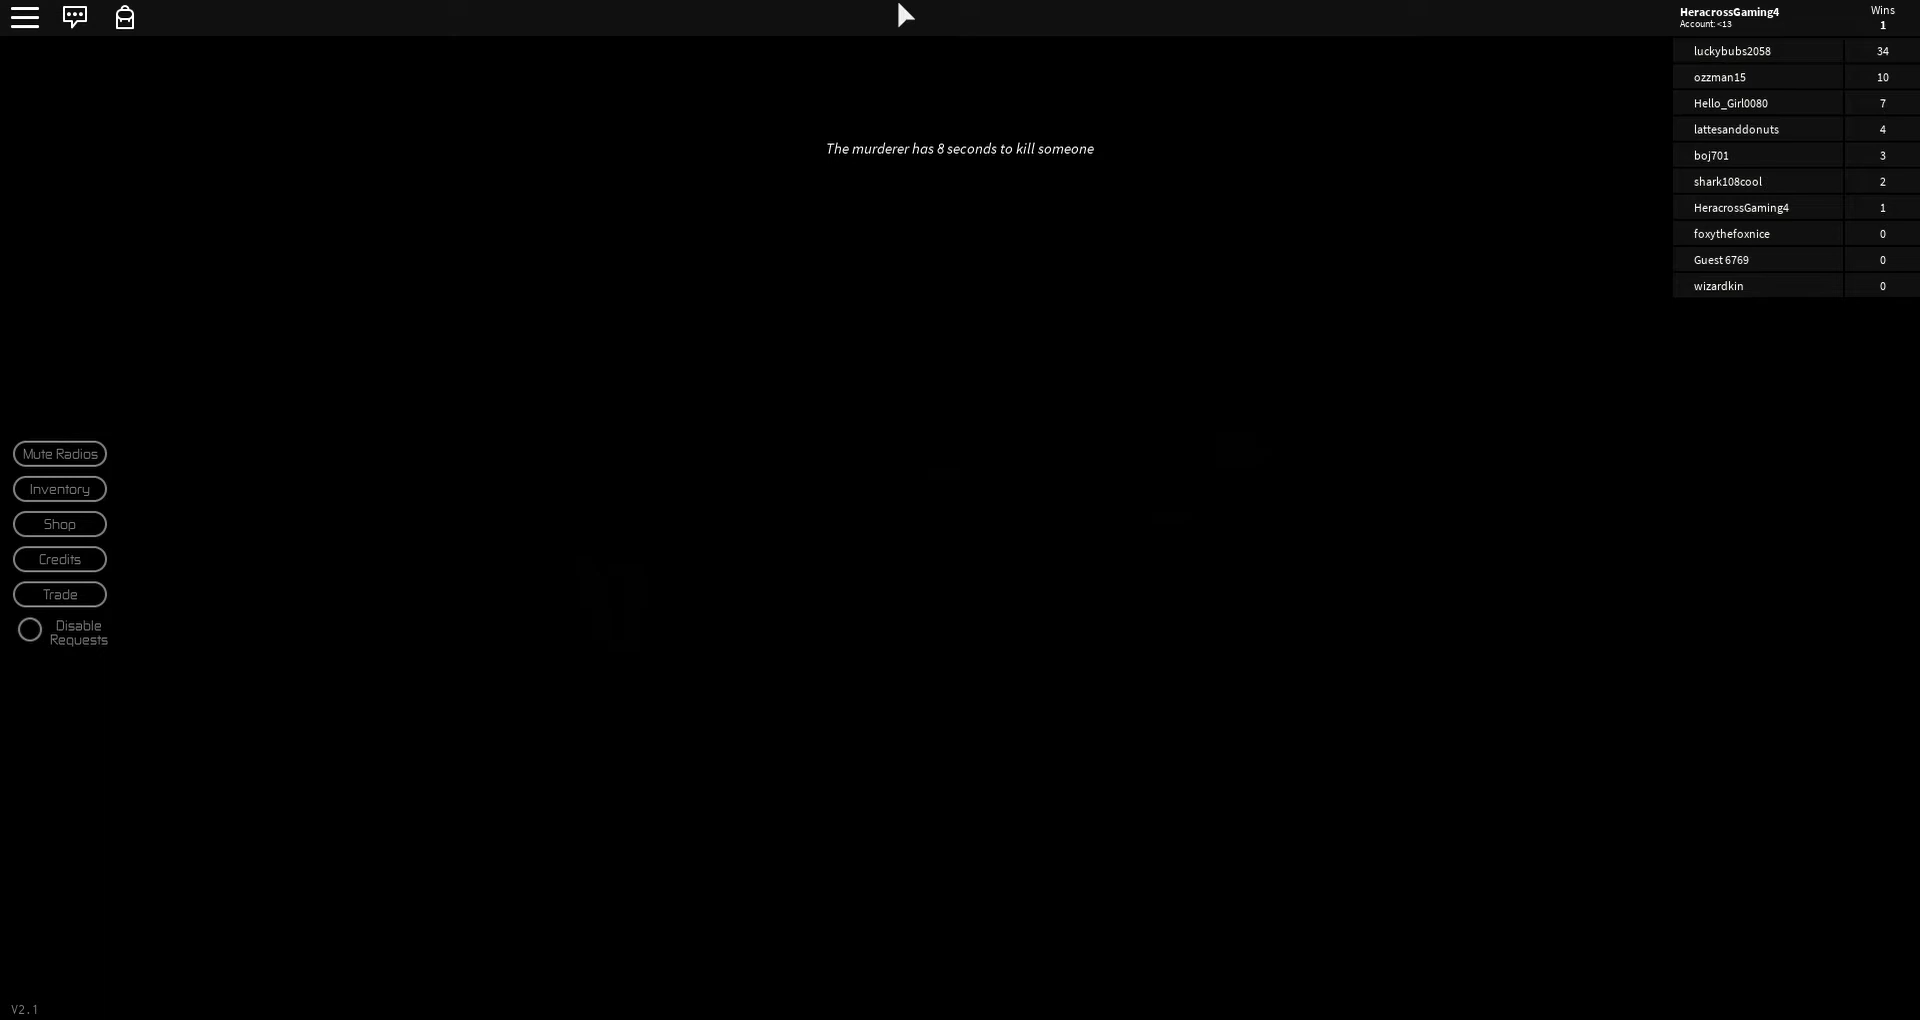 HeracrossGaming4 Wins
Account: <13 1
luckybubs2058 34
ozzman15 10
Hello_Girl0080 7
The murderer has 8 seconds to kill someone
lattesanddonuts 4
boj701 3
shark108cool 2
HeracrossGaming4 1
foxythefoxnice 0
Guest 6769 0
wizardkin 0
Mute Radios
Inventory
Shop
Credits
Trade
Disable
Requests
V2.1